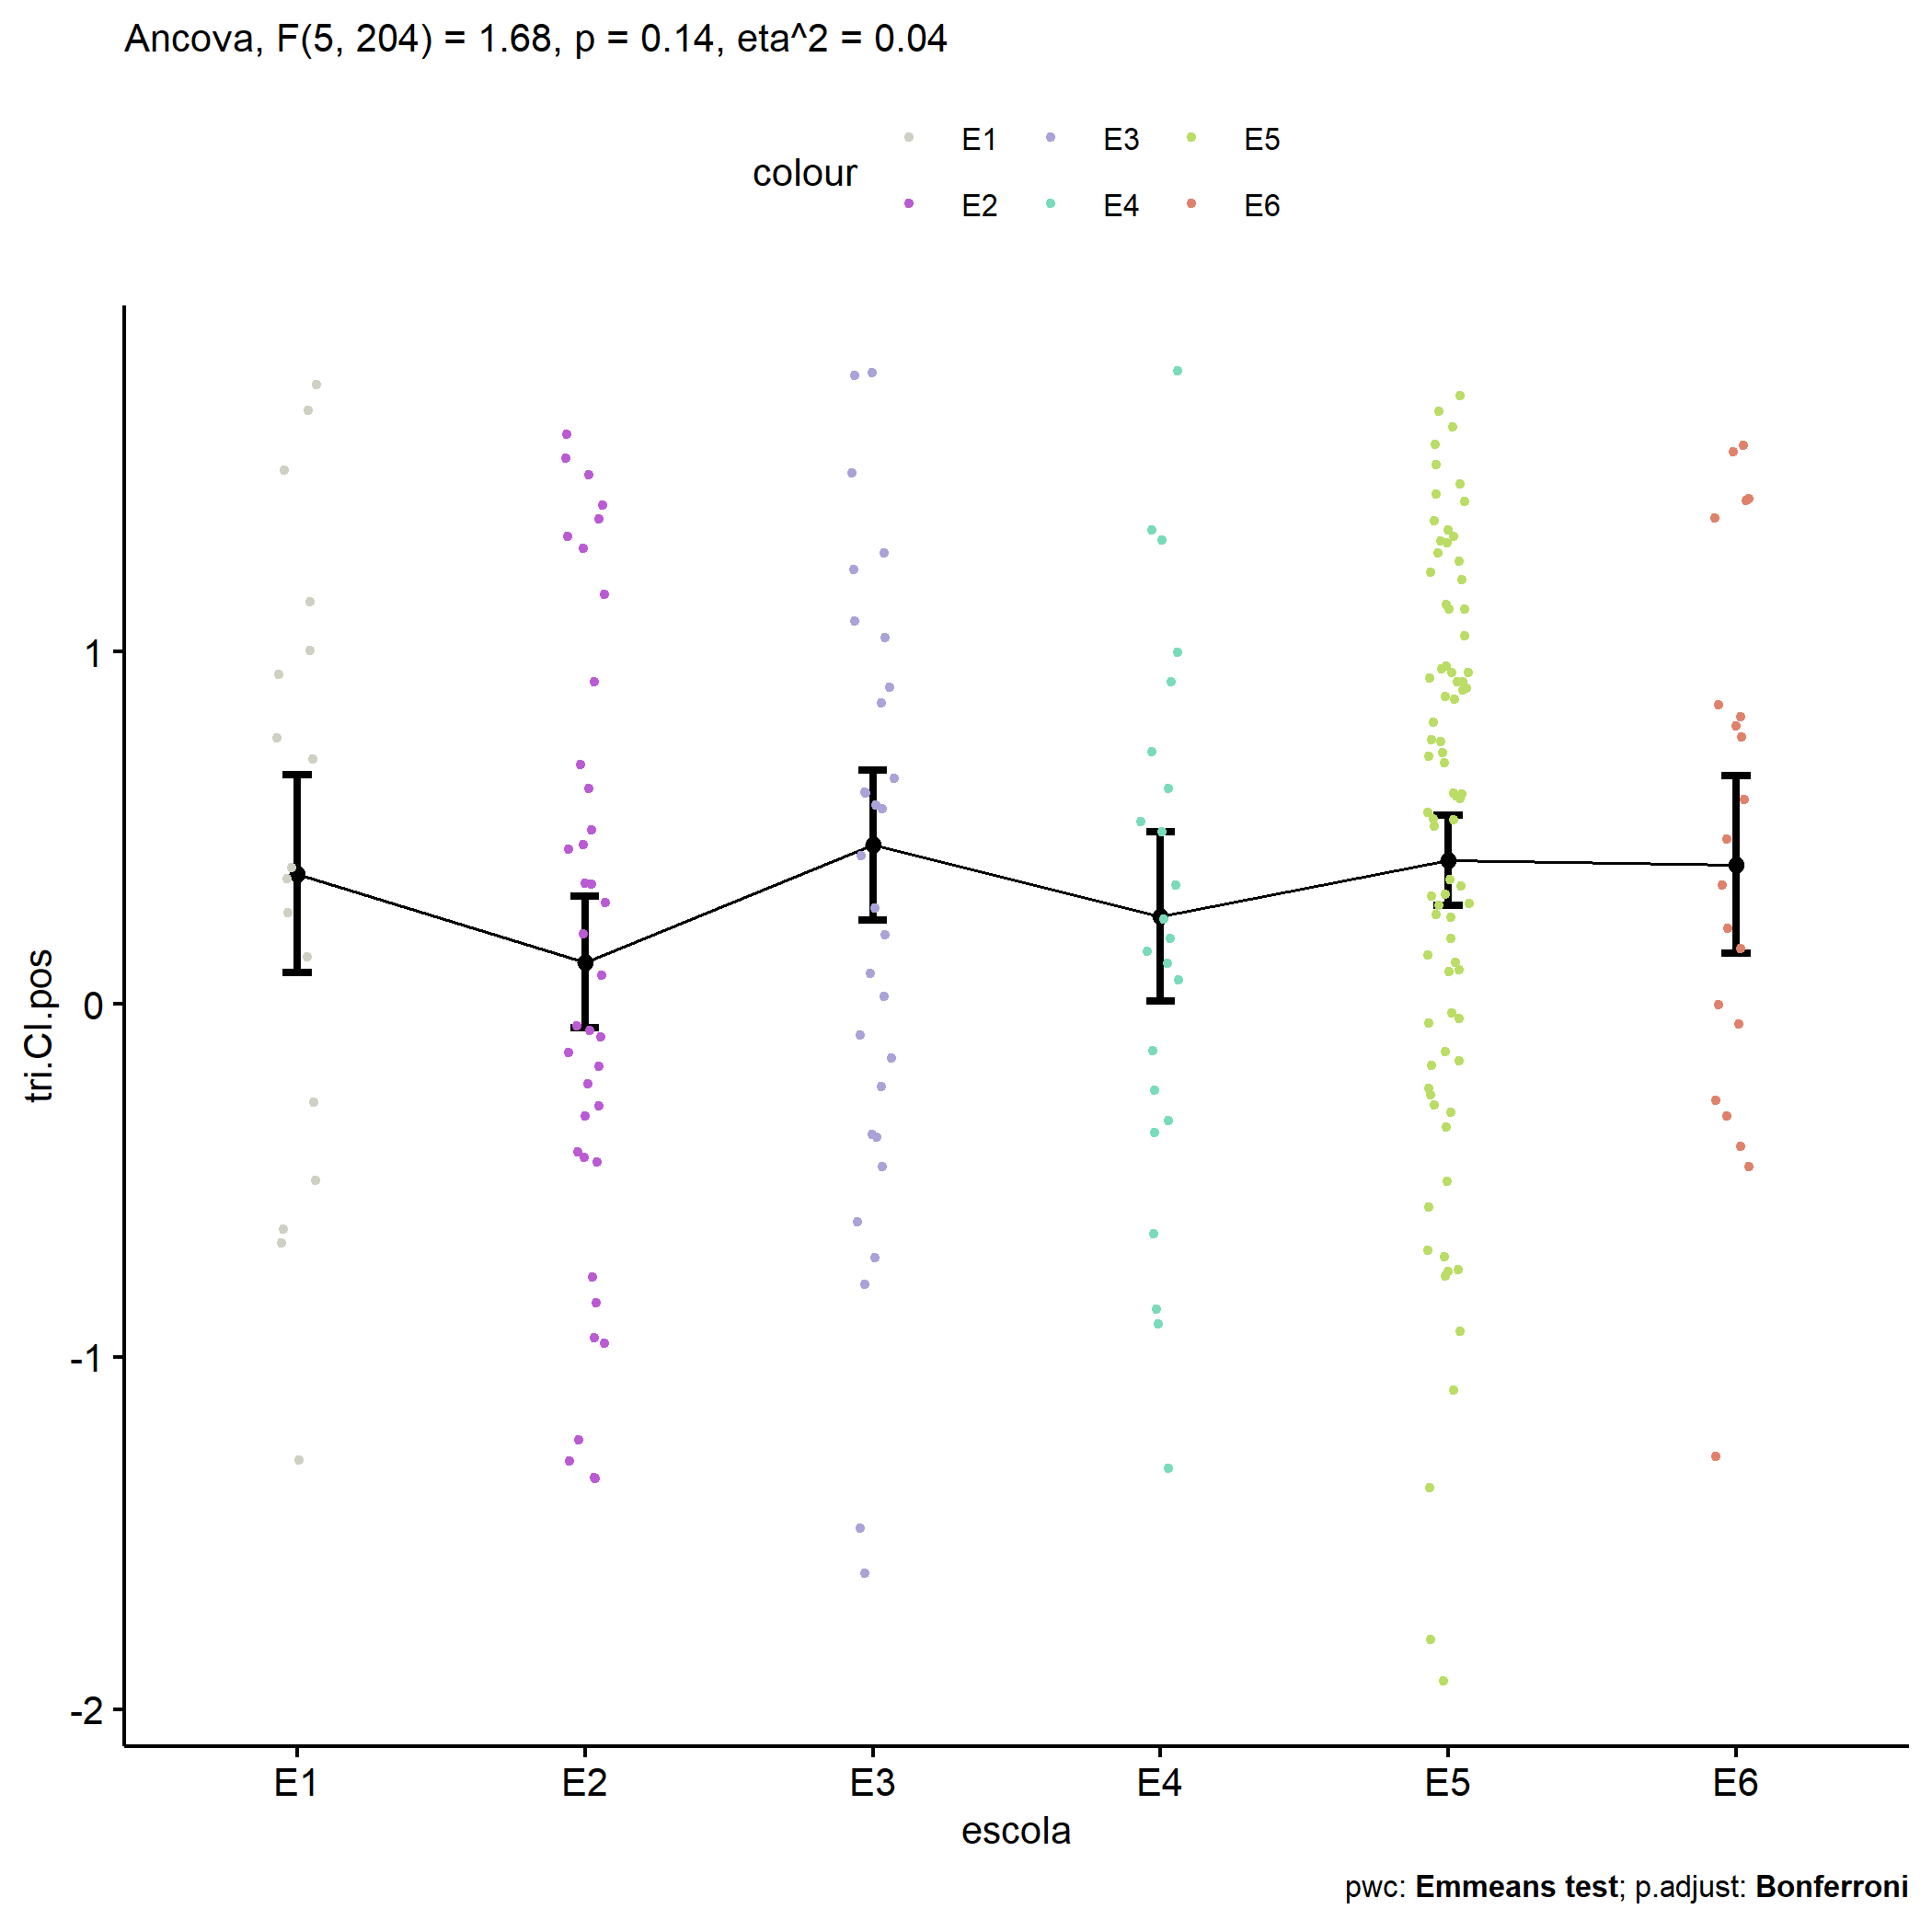 Ancova, F(5, 204) = 1.68, p = 0.14, eta^2 = 0.04
colour
E1 E3 E5
E2 E4 E6
tri.CI.pos
1
0
-1
-2
E1 E2 E3 E4 E5 E6
escola
pwc: Emmeans test; p.adjust: Bonferroni